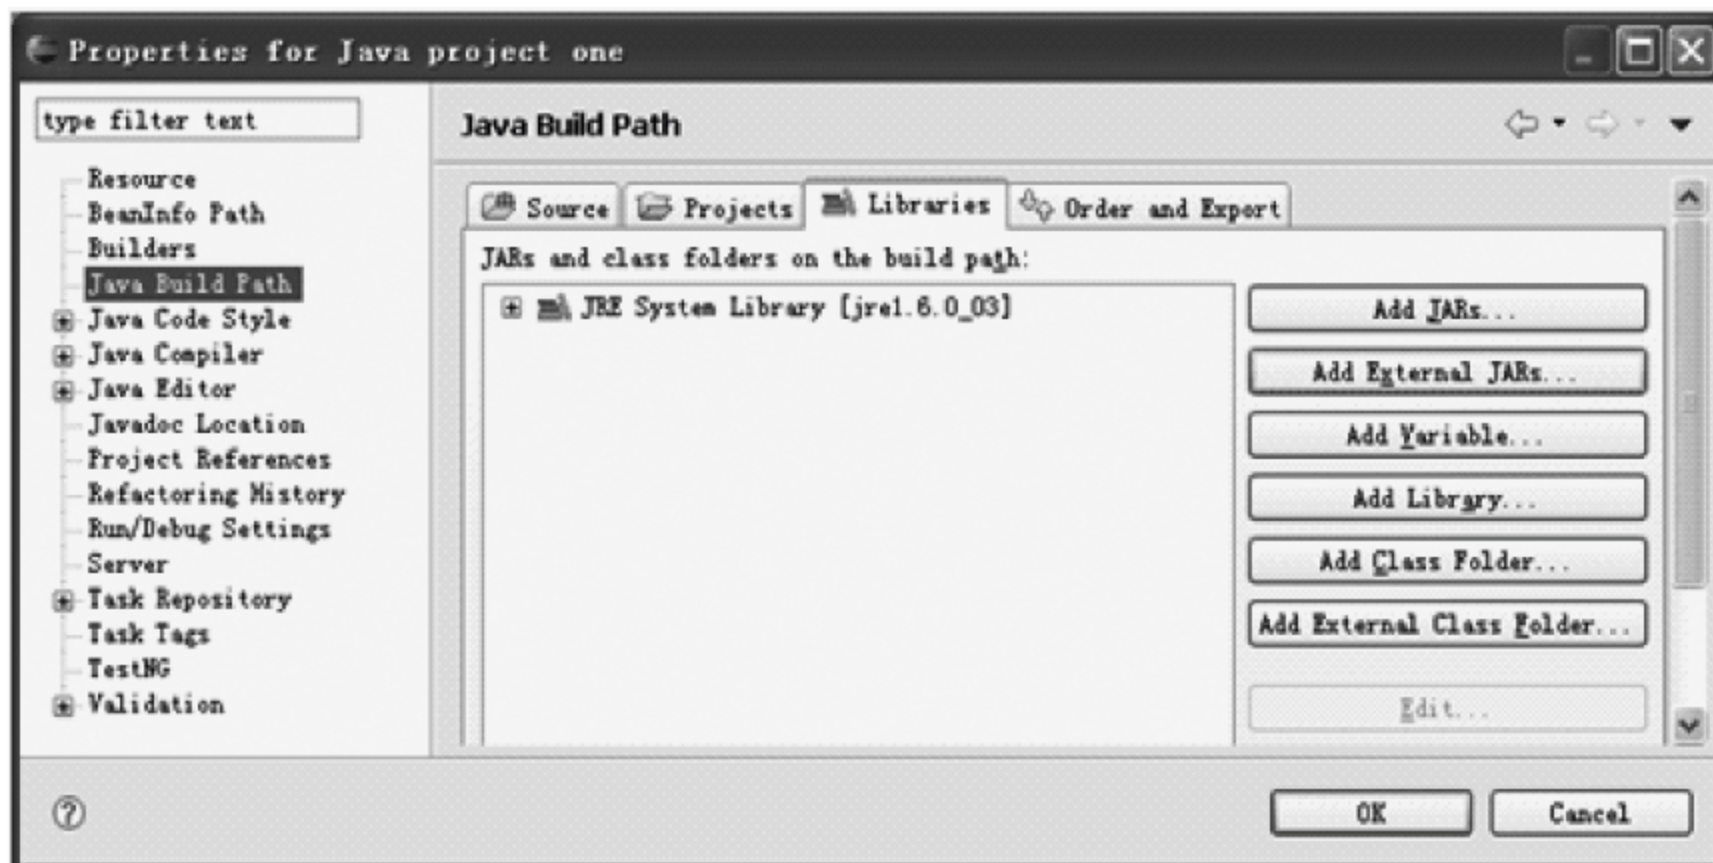 Properties for Java project one
type filter text
Resource
BeanInfo Path
Builders
Java Build Path
Java Code Style
Java Compiler
Java Editor
Javadoc Location
Project References
Refactoring History
Run/Debug Settings
Server
Task Repository
Task Tags
TestNG
Validation
Java Build Path
Source Projects Libraries Order and Export
JARs and class folders on the build path:
JRE System Library [jre1.6.0_03]
Add JARs...
Add External JARs...
Add Variable...
Add Library...
Add Class Folder...
Add External Class Folder...
Edit...
OK Cancel